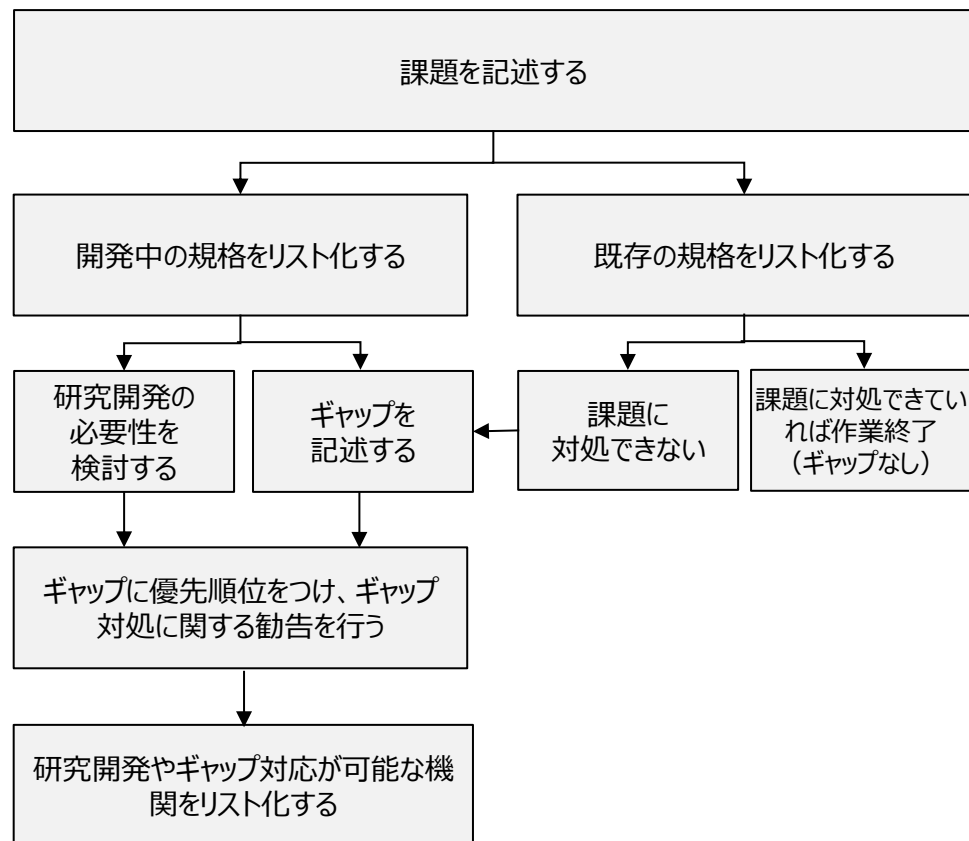 課題を記述する
開発中の規格をリスト化する
既存の規格をリスト化する
研究開発の
必要性を
検討する
ギャップを
記述する
課題に
対処できない
課題に対処できてい
れば作業終了
（ギャップなし）
ギャップに優先順位をつけ、ギャップ
対処に関する勧告を行う
研究開発やギャップ対応が可能な機
関をリスト化する